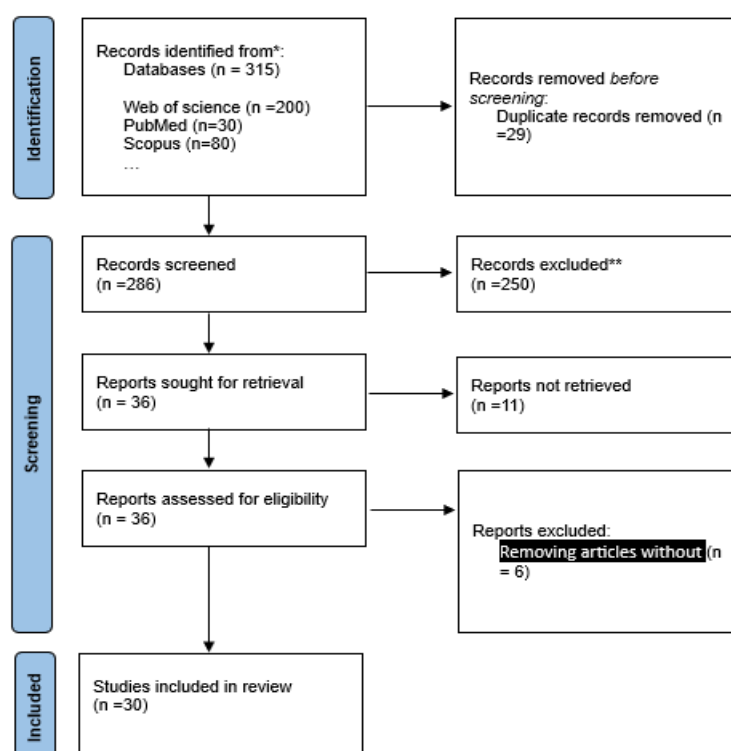 Identification
Records identified from*:
Databases (n = 315)
Web of science (n =200)
PubMed (n=30)
Scopus (n=80)
…
Records removed before
screening:
Duplicate records removed (n
=29)
Screening
Records screened
(n =286)
Records excluded**
(n =250)
Reports sought for retrieval
(n = 36)
Reports not retrieved
(n =11)
Reports assessed for eligibility
(n = 36)
Reports excluded:
Removing articles without (n
= 6)
Included
Studies included in review
(n =30)